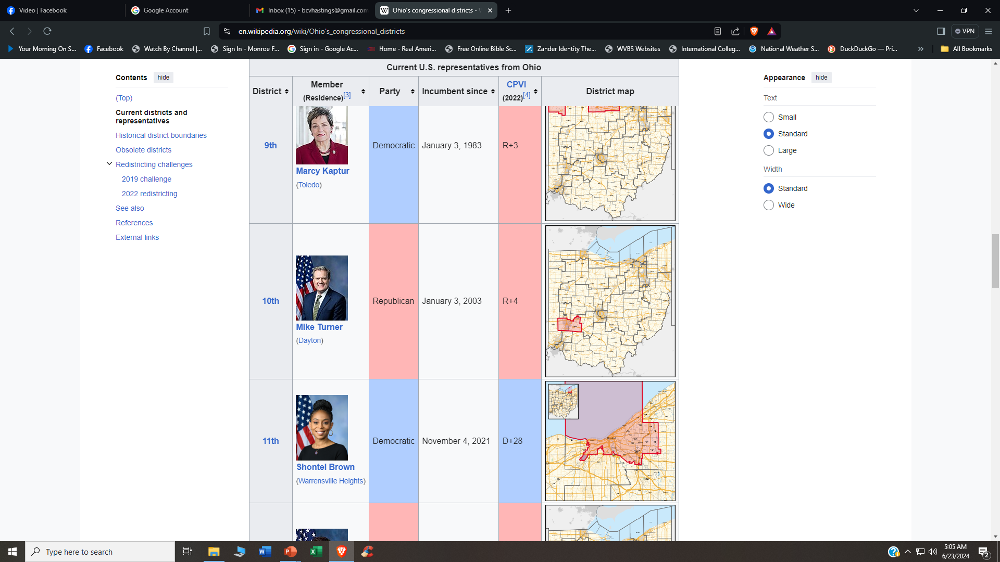 Video | Facebook
Google Account
Inbox (15) - bcvhastings@gmail.com
Ohio's congressional districts -
en.wikipedia.org/wiki/Ohio's_congressional_districts
VPN
Your Morning On S...
Facebook
Watch By Channel |...
Sign In - Monroe F...
Sign in - Google Ac...
Home - Real Ameri...
Free Online Bible Sc...
Zander Identity The...
WVBS Websites
International Colleg...
National Weather S...
DuckDuckGo — Pri...
All Bookmarks
Contents
hide
(Top)
Current districts and
representatives
Historical district boundaries
Obsolete districts
Redistricting challenges
2019 challenge
2022 redistricting
See also
References
External links
Current U.S. representatives from Ohio
District
Member
(Residence)[3]
Party
Incumbent since
CPVI
(2022)[4]
District map
9th
Marcy Kaptur
(Toledo)
Democratic
January 3, 1983
R+3
10th
Mike Turner
(Dayton)
Republican
January 3, 2003
R+4
11th
Shontel Brown
(Warrensville Heights)
Democratic
November 4, 2021
D+28
Appearance
hide
Text
Small
Standard
Large
Width
Standard
Wide
Type here to search
5:05 AM
6/23/2024
2